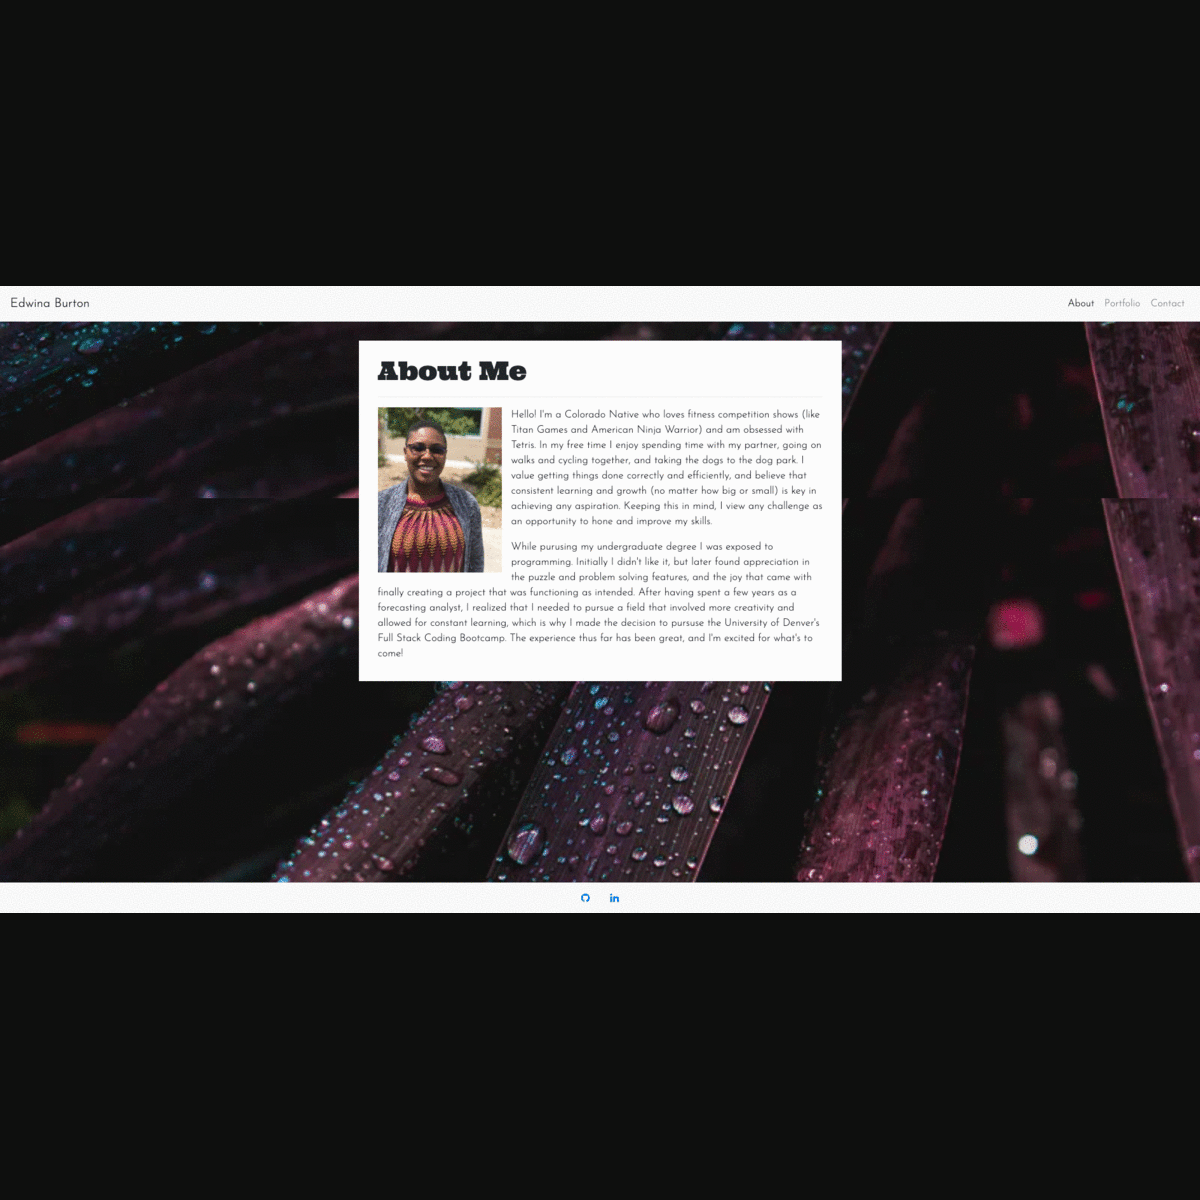 Edwina Burton
About Portfolio Contact
About Me
Hello! I'm a Colorado Native who loves fitness competition shows (like
Titan Games and American Ninja Warrior) and am obsessed with
Tetris. In my free time I enjoy spending time with my partner, going on
walks and cycling together, and taking the dogs to the dog park. I
value getting things done correctly and efficiently, and believe that
consistent learning and growth (no matter how big or small) is key in
achieving any aspiration. Keeping this in mind, I view any challenge as
an opportunity to hone and improve my skills.
While purusing my undergraduate degree I was exposed to
programming. Initially I didn't like it, but later found appreciation in
the puzzle and problem solving features, and the joy that came with
finally creating a project that was functioning as intended. After having spent a few years as a
forecasting analyst, I realized that I needed to pursue a field that involved more creativity and
allowed for constant learning, which is why I made the decision to pursuse the University of Denver's
Full Stack Coding Bootcamp. The experience thus far has been great, and I'm excited for what's to
come!
in